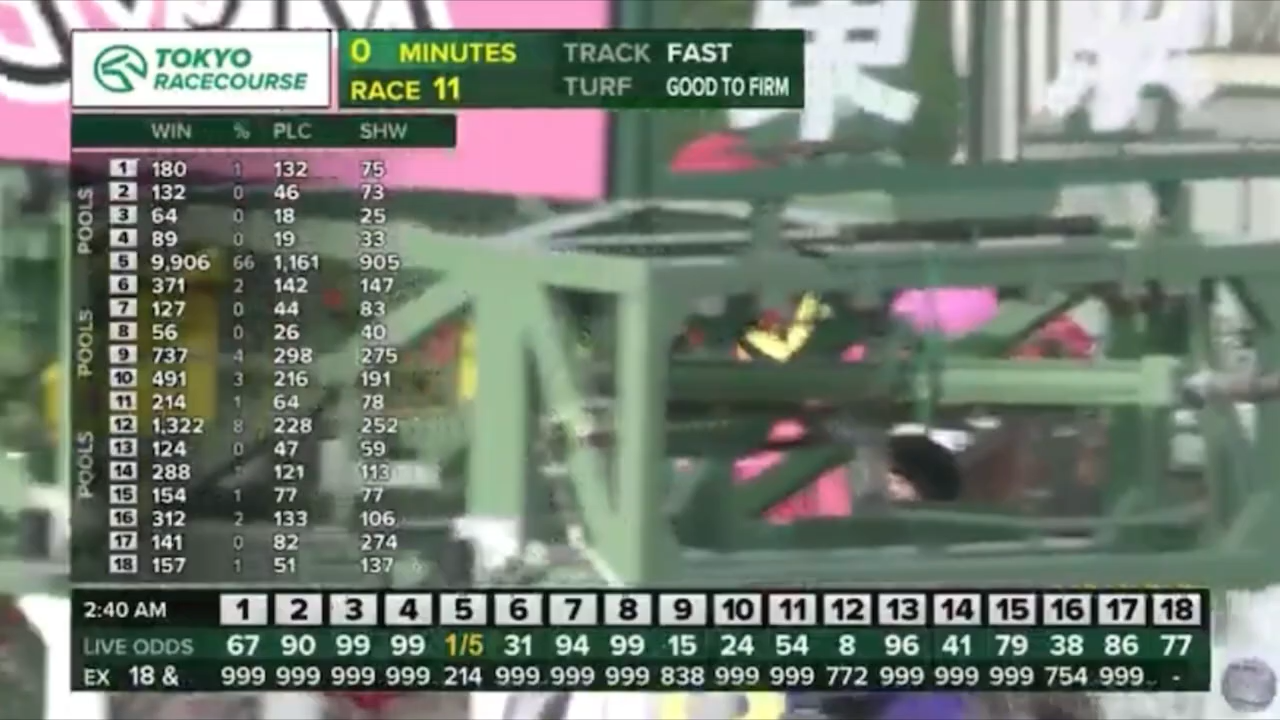 TOKYO RACECOURSE
0 MINUTES TRACK FAST
RACE 11 TURF GOOD TO FIRM
WIN % PLC SHW
POOLS
POOLS
POOLS
1 180 1 132 75
2 132 0 46 73
3 64 0 18 25
4 89 0 19 33
5 9,906 66 1,161 905
6 371 2 142 147
7 127 0 44 83
8 56 0 26 40
9 737 4 298 275
10 491 3 216 191
11 214 1 64 78
12 1,322 8 228 252
13 124 0 47 59
14 288 121 113
15 154 1 77 77
16 312 2 133 106
17 141 0 82 274
18 157 1 51 137
2:40 AM 1 2 3 4 5 6 7 8 9 10 11 12 13 14 15 16 17 18
LIVE ODDS 67 90 99 99 1/5 31 94 99 15 24 54 8 96 41 79 38 86 77
EX 18 & 999 999 999 999 214 999 999 999 838 999 999 772 999 999 999 754 999 -